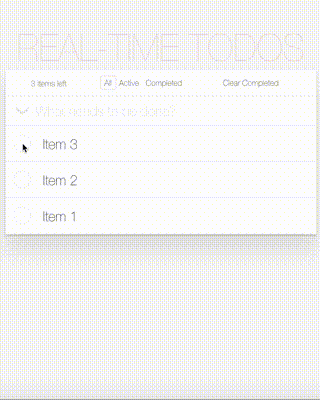 REAL-TIME TODOS
3 items left All Active Completed Clear Completed
What needs to be done?
Item 3
Item 2
Item 1